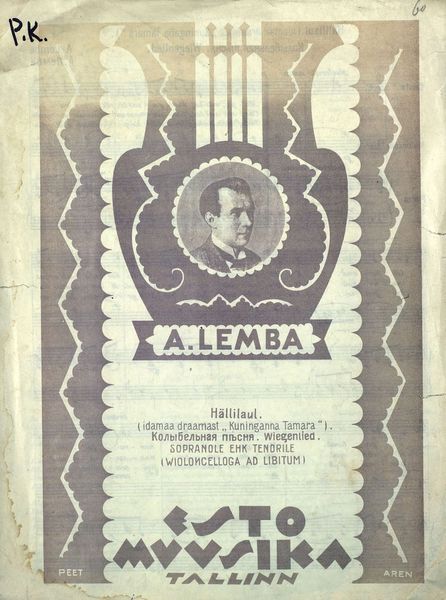 P.K.
60
A. LEMBA
Hällilaul.
(idamaa draamast „Kuninganna Tamara").
Колыбельная пѣсня. Wiegenlied.
SOPRANOLE EHK TENORILE
(WIOLONCELLOGA AD LIBITUM)
ESTO
MUUSIKA
TALLINN
PEET
AREN